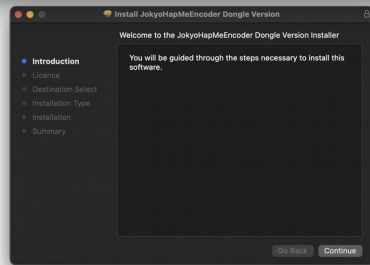 Install JokyoHapMeEncoder Dongle Version
Welcome to the JokyoHapMeEncoder Dongle Version Installer
Introduction
Licence
Destination Select
Installation Type
Installation
Summary
You will be guided through the steps necessary to install this
software.
Go Back
Continue